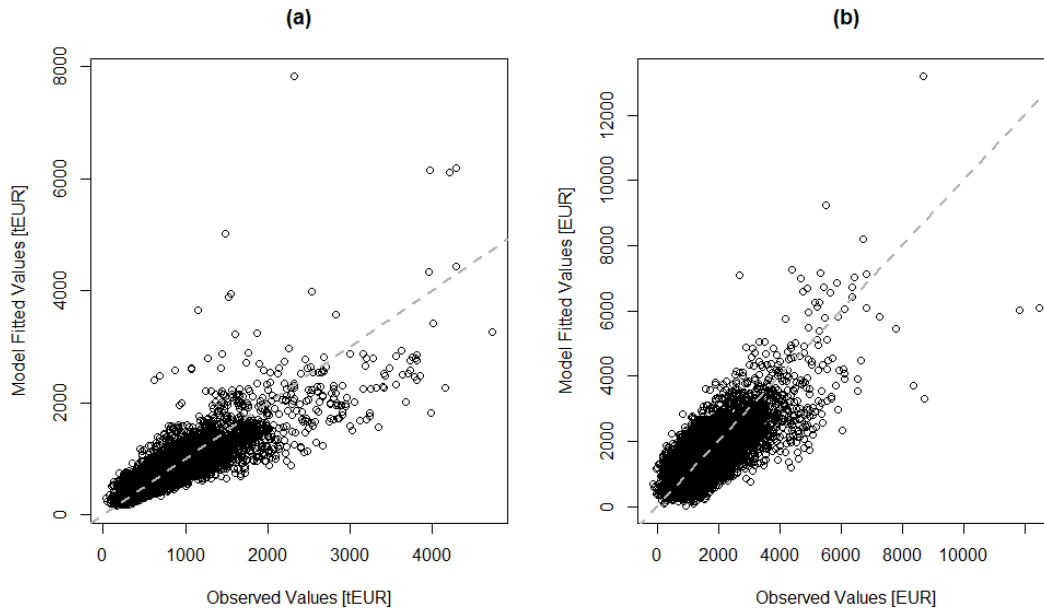 (a)
8000
6000
4000
2000
0
Model Fitted Values [tEUR]
0 1000 2000 3000 4000
Observed Values [tEUR]
(b)
12000
10000
8000
6000
4000
2000
0
Model Fitted Values [EUR]
0 2000 4000 6000 8000 10000
Observed Values [EUR]